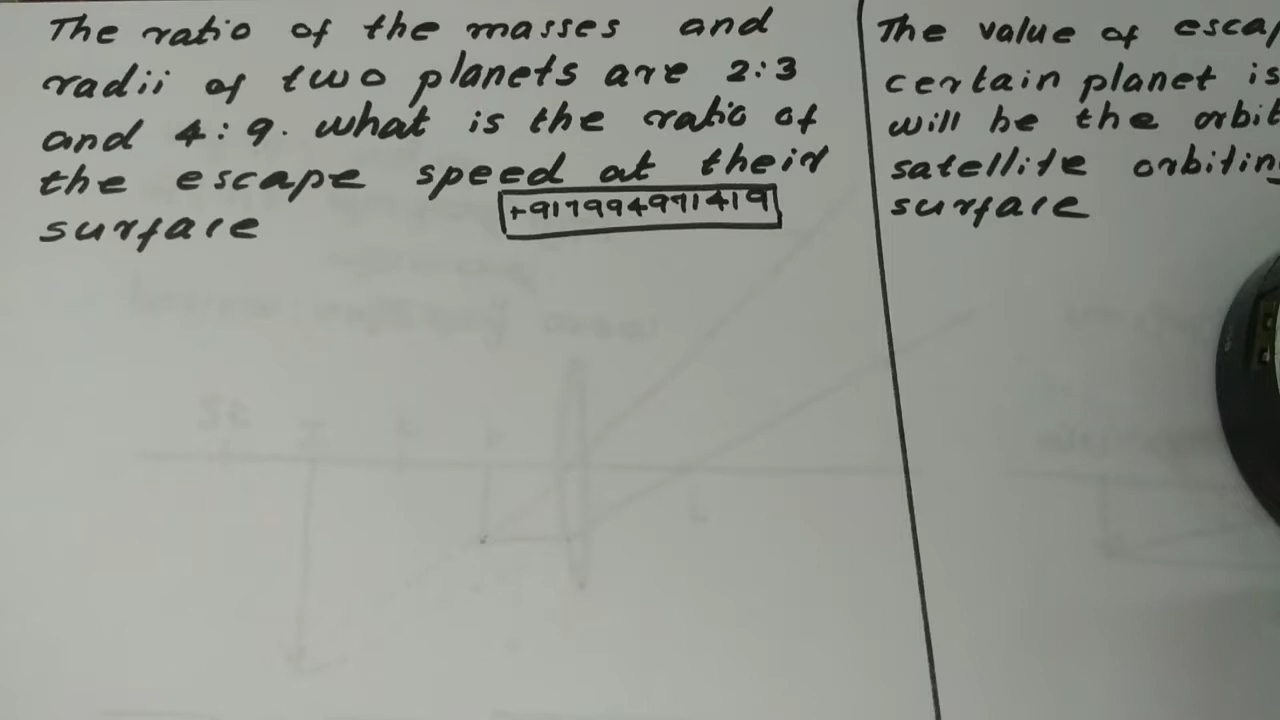 The ratio of the masses and
radii of two planets are 2:3
and 4:9. what is the ratio of
the escape speed at their
surface
+917994971419
The value of escap
certain planet is
will be the orbit
satellite orbiting
surface